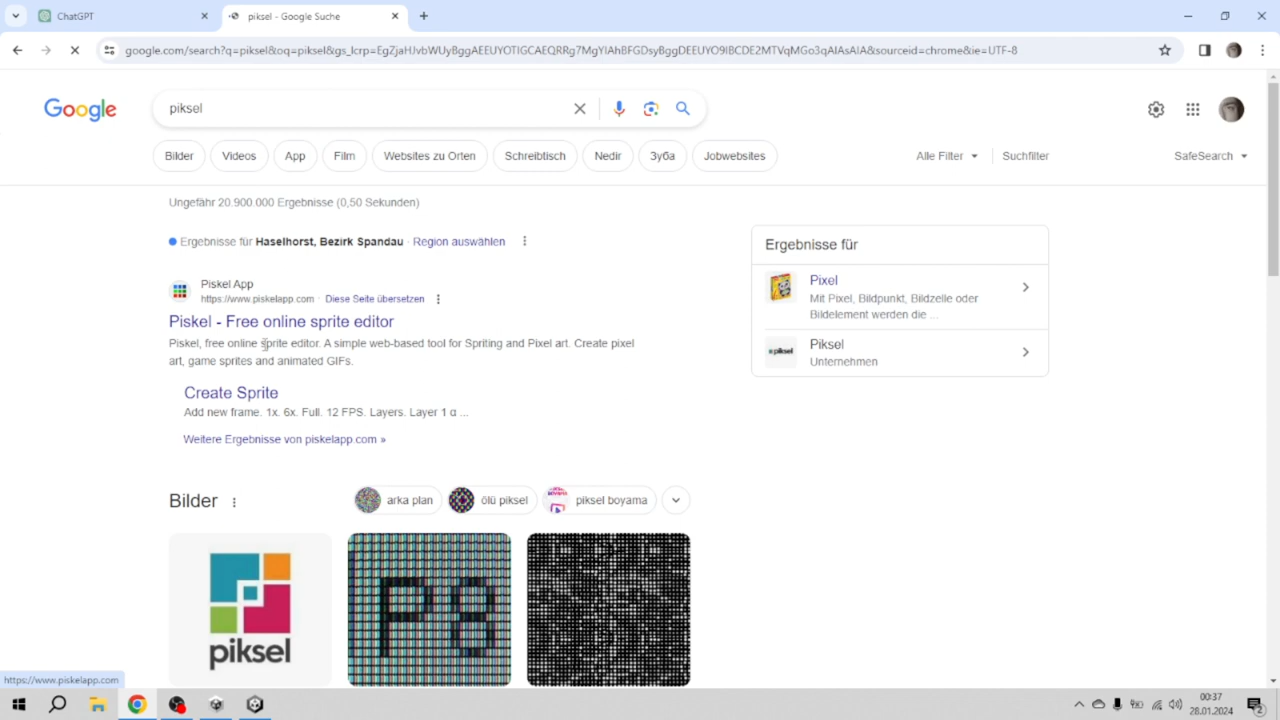 ChatGPT
piksel - Google Suche
google.com/search?q=piksel&oq=piksel&gs_lcrp=EgZjaHJvbWUyBggAEEUYOTIGCAEQRRg7MgYIAhBFGDsyBggDEEUYO9IBCDE2MTVqMGo3qAIAsAIA&sourceid=chrome&ie=UTF-8
Google
piksel
Bilder
Videos
App
Film
Websites zu Orten
Schreibtisch
Nedir
Зуба
Jobwebsites
Alle Filter
Suchfilter
SafeSearch
Ungefähr 20.900.000 Ergebnisse (0,50 Sekunden)
Ergebnisse für Haselhorst, Bezirk Spandau · Region auswählen
Piskel App
https://www.piskelapp.com · Diese Seite übersetzen
Piskel - Free online sprite editor
Piskel, free online sprite editor. A simple web-based tool for Spriting and Pixel art. Create pixel
art, game sprites and animated GIFs.
Create Sprite
Add new frame. 1x. 6x. Full. 12 FPS. Layers. Layer 1 α ...
Weitere Ergebnisse von piskelapp.com »
Ergebnisse für
Pixel
Mit Pixel, Bildpunkt, Bildzelle oder
Bildelement werden die ...
piksel
Piksel
Unternehmen
Bilder
arka plan
ölü piksel
piksel boyama
piksel
P8
https://www.piskelapp.com
00:37
28.01.2024
2